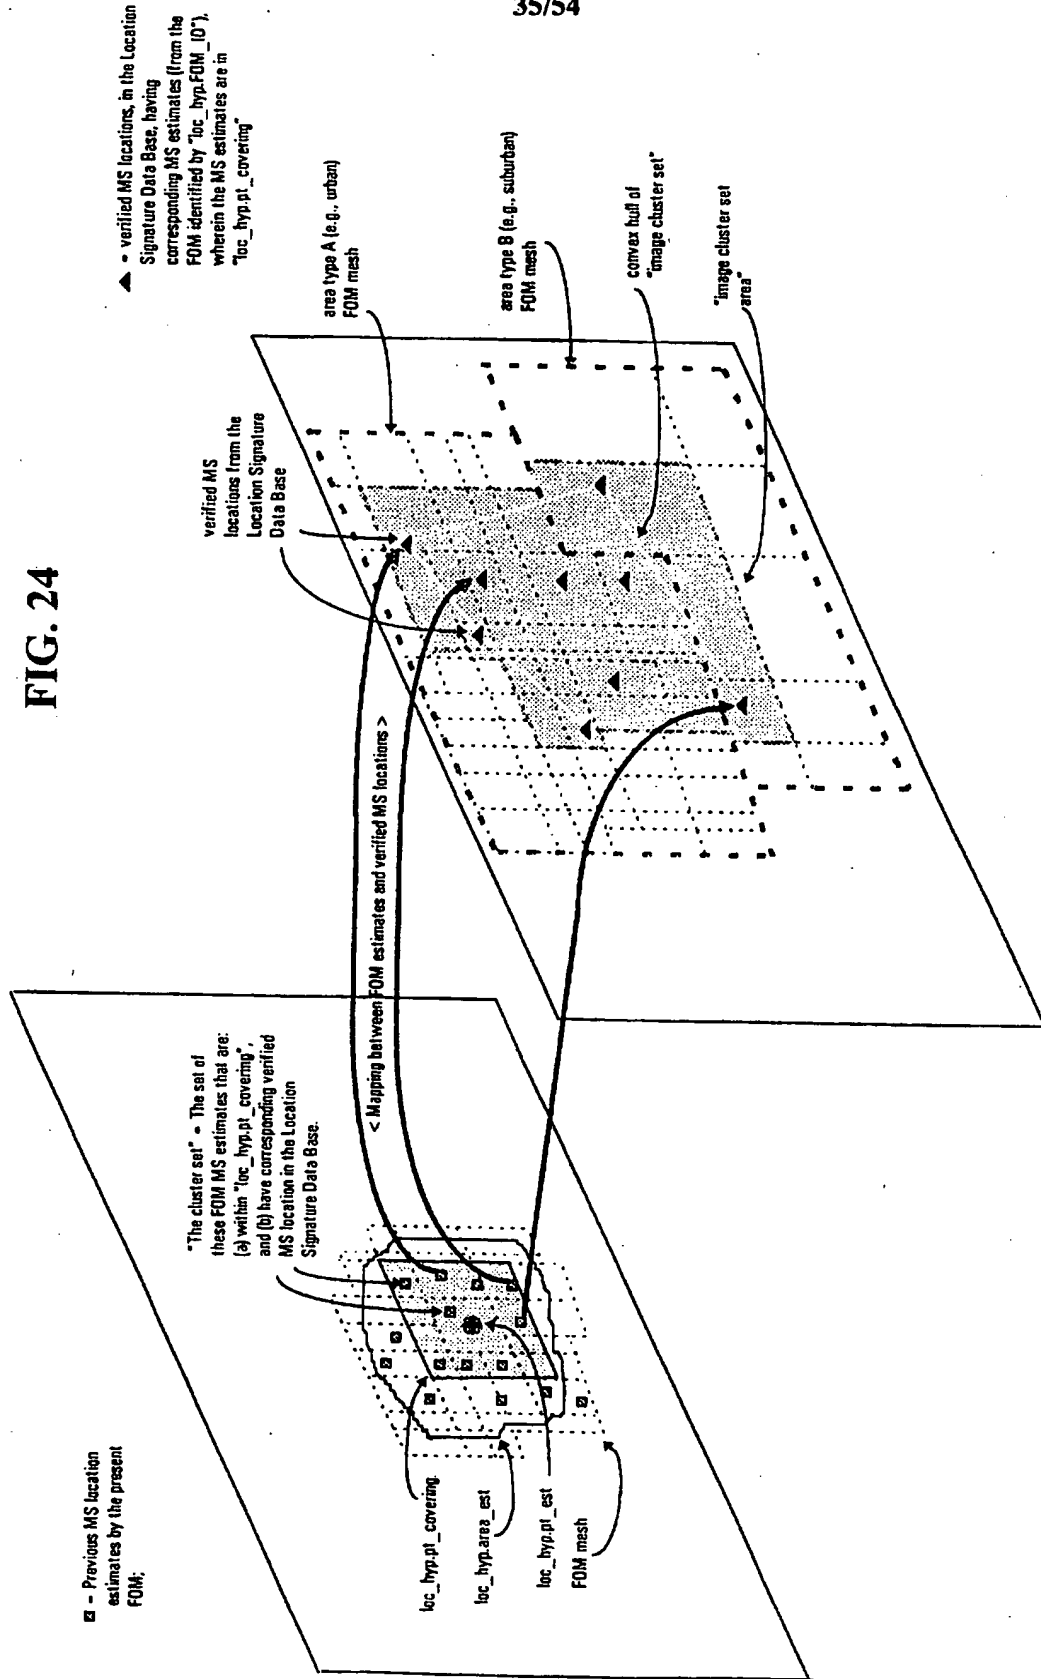 35/54
FIG. 24
▲ - verified MS locations, in the Location
Signature Data Base, having
corresponding MS estimates (from the
FOM identified by "loc_hyp.FOM_ID"),
wherein the MS estimates are in
"loc_hyp.pt_covering"
◘ - Previous MS location
estimates by the present
FOM;
"The cluster set" = The set of
these FOM MS estimates that are:
(a) within "loc_hyp.pt_covering",
and (b) have corresponding verified
MS location in the Location
Signature Data Base.
verified MS
locations from the
Location Signature
Data Base
area type A (e.g., urban)
FOM mesh
area type B (e.g., suburban)
FOM mesh
convex hull of
"image cluster set"
"image cluster set
area"
< Mapping between FOM estimates and verified MS locations >
loc_hyp.pt_covering.
loc_hyp.area_est
loc_hyp.pt_est
FOM mesh